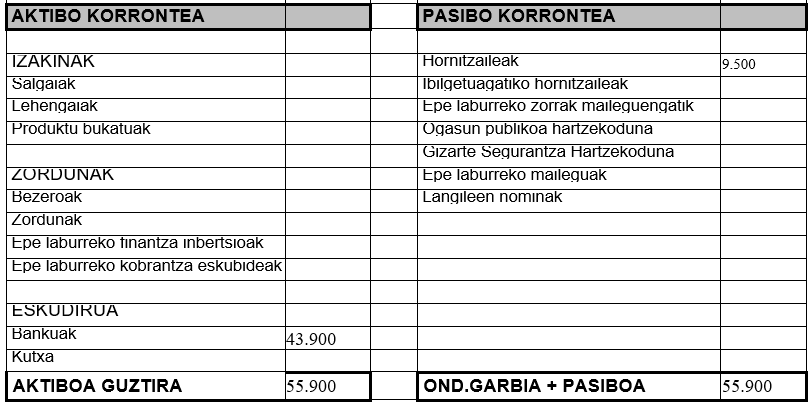 AKTIBO KORRONTEA PASIBO KORRONTEA
IZAKINAK Hornitzaileak 9.500
Salgaiak Ibilgetuagatiko hornitzaileak
Lehengaiak Epe laburreko zorrak maileguengatik
Produktu bukatuak Ogasun publikoa hartzekoduna
Gizarte Segurantza Hartzekoduna
ZORDUNAK Epe laburreko maileguak
Bezeroak Langileen nominak
Zordunak
Epe laburreko finantza inbertsioak
Epe laburreko kobrantza eskubideak
ESKUDIRUA
Bankuak 43.900
Kutxa
AKTIBOA GUZTIRA 55.900 OND.GARBIA + PASIBOA 55.900